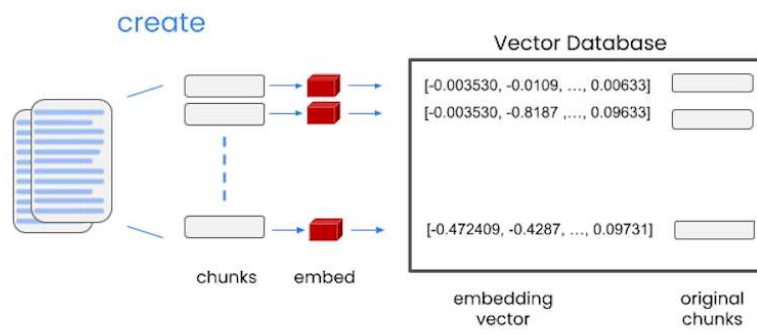 create
Vector Database
[-0.003530, -0.0109, ..., 0.00633]
[-0.003530, -0.8187 ,..., 0.09633]
[-0.472409, -0.4287, ..., 0.09731]
chunks
embed
embedding
vector
original
chunks